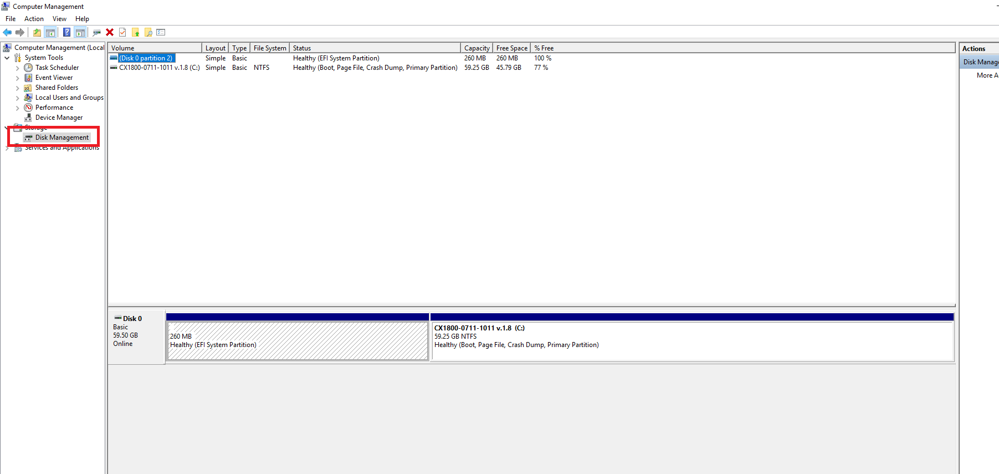 Computer Management
File Action View Help
Computer Management (Local
System Tools
Task Scheduler
Event Viewer
Shared Folders
Local Users and Groups
Performance
Device Manager
Storage
Disk Management
Services and Applications
Volume Layout Type File System Status Capacity Free Space % Free
(Disk 0 partition 2) Simple Basic Healthy (EFI System Partition) 260 MB 260 MB 100 %
CX1800-0711-1011 v.1.8 (C:) Simple Basic NTFS Healthy (Boot, Page File, Crash Dump, Primary Partition) 59.25 GB 45.79 GB 77 %
Disk 0
Basic
59.50 GB
Online
260 MB
Healthy (EFI System Partition)
CX1800-0711-1011 v.1.8 (C:)
59.25 GB NTFS
Healthy (Boot, Page File, Crash Dump, Primary Partition)
Actions
Disk Manag
More A